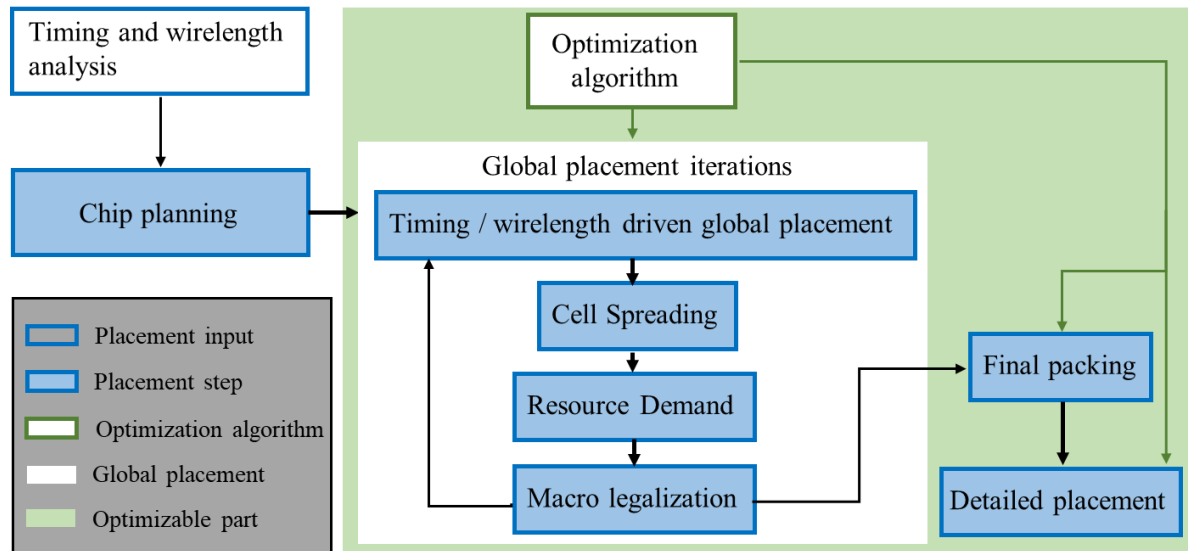 Timing and wirelength
analysis
Chip planning
Optimization
algorithm
Global placement iterations
Timing / wirelength driven global placement
Cell Spreading
Resource Demand
Macro legalization
Final packing
Detailed placement
Placement input
Placement step
Optimization algorithm
Global placement
Optimizable part